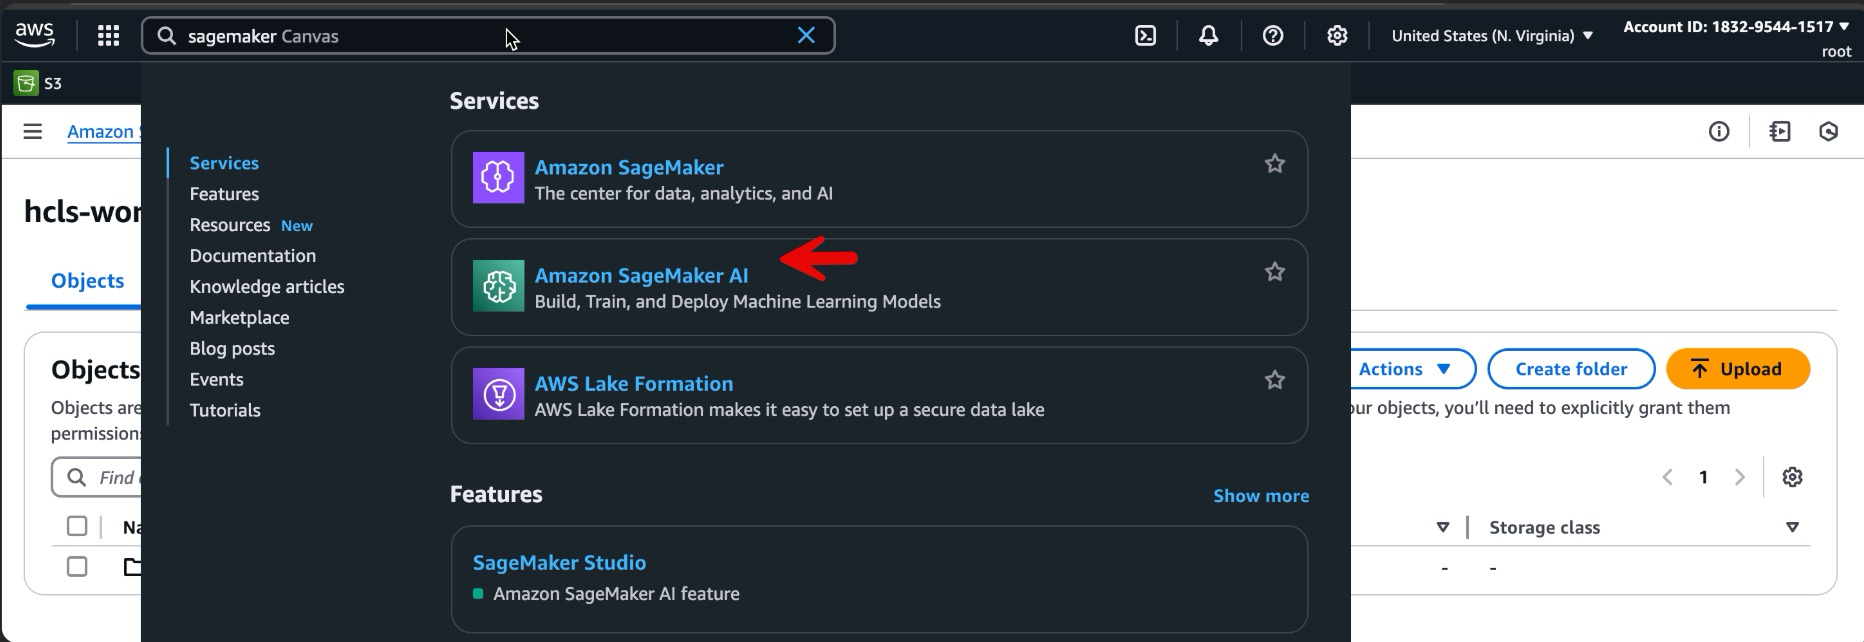 aws
sagemaker Canvas
United States (N. Virginia)
Account ID: 1832-9544-1517
root
S3
Amazon
hcls-wor
Objects
Objects
Objects are
permission
Find
Na
Services
Features
Resources New
Documentation
Knowledge articles
Marketplace
Blog posts
Events
Tutorials
Services
Amazon SageMaker
The center for data, analytics, and AI
Amazon SageMaker AI
Build, Train, and Deploy Machine Learning Models
AWS Lake Formation
AWS Lake Formation makes it easy to set up a secure data lake
Features
Show more
SageMaker Studio
Amazon SageMaker AI feature
Actions
Create folder
Upload
our objects, you’ll need to explicitly grant them
1
Storage class
-
-